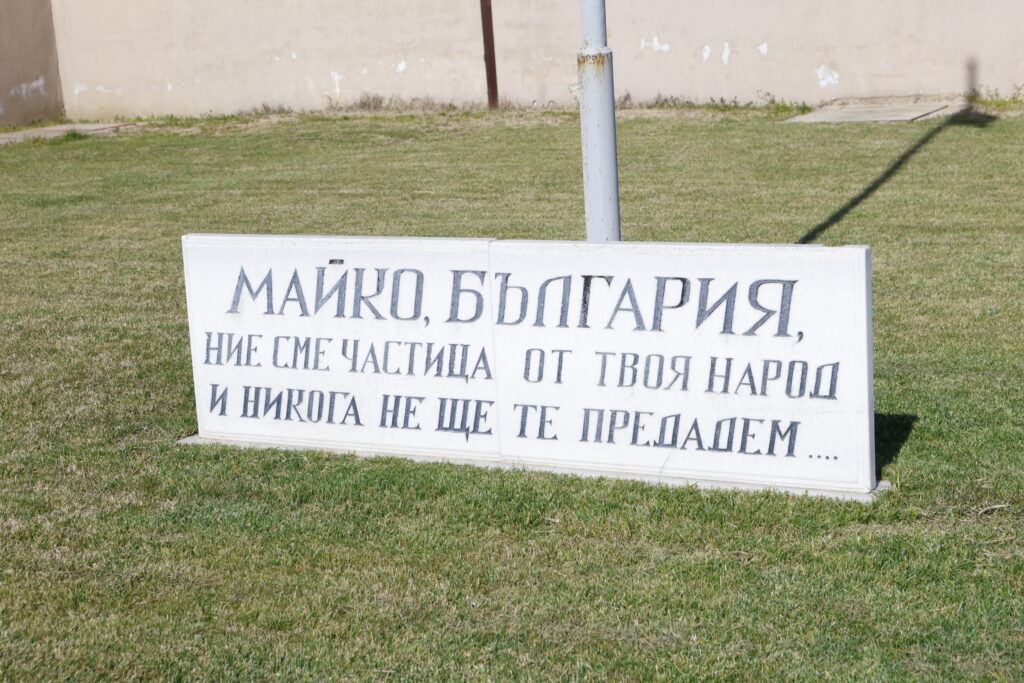 МАЙКО, БЪЛГАРИЯ,
НИЕ СМЕ ЧАСТИЦА ОТ ТВОЯ НАРОД
И НИКОГА НЕ ЩЕ ТЕ ПРЕДАДЕМ ....